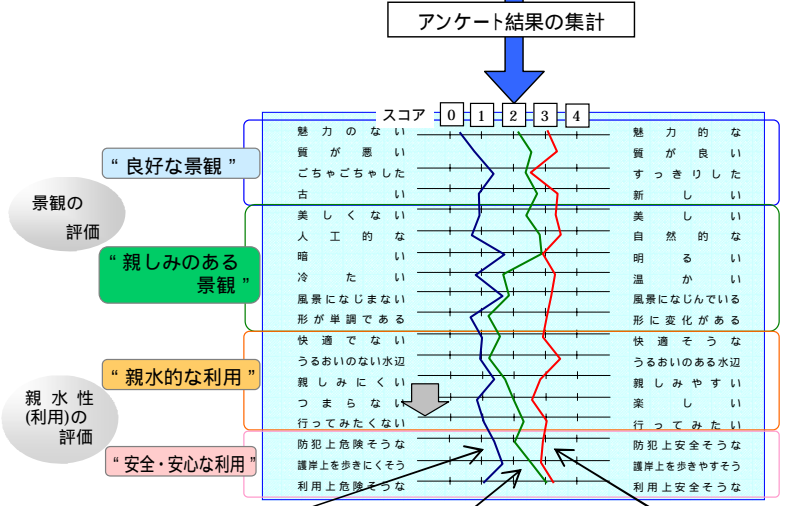 アンケート結果の集計
スコア 0 1 2 3 4
魅力のない 魅力的な
質が悪い 質が良い
ごちゃごちゃした すっきりした
古い 新しい
美しくない 美しい
人工的な 自然的な
暗い 明るい
冷たい 温かい
風景になじまない 風景になじんでいる
形が単調である 形に変化がある
快適でない 快適そうな
うるおいのない水辺 うるおいのある水辺
親しみにくい 親しみやすい
つまらない 楽しい
行ってみたくない 行ってみたい
防犯上危険そうな 防犯上安全そうな
護岸上を歩きにくそう 護岸上を歩きやすそう
利用上危険そうな 利用上安全そうな
景観の
評価
“良好な景観”
“親しみのある
景観”
親水性
(利用)の
評価
“親水的な利用”
“安全・安心な利用”